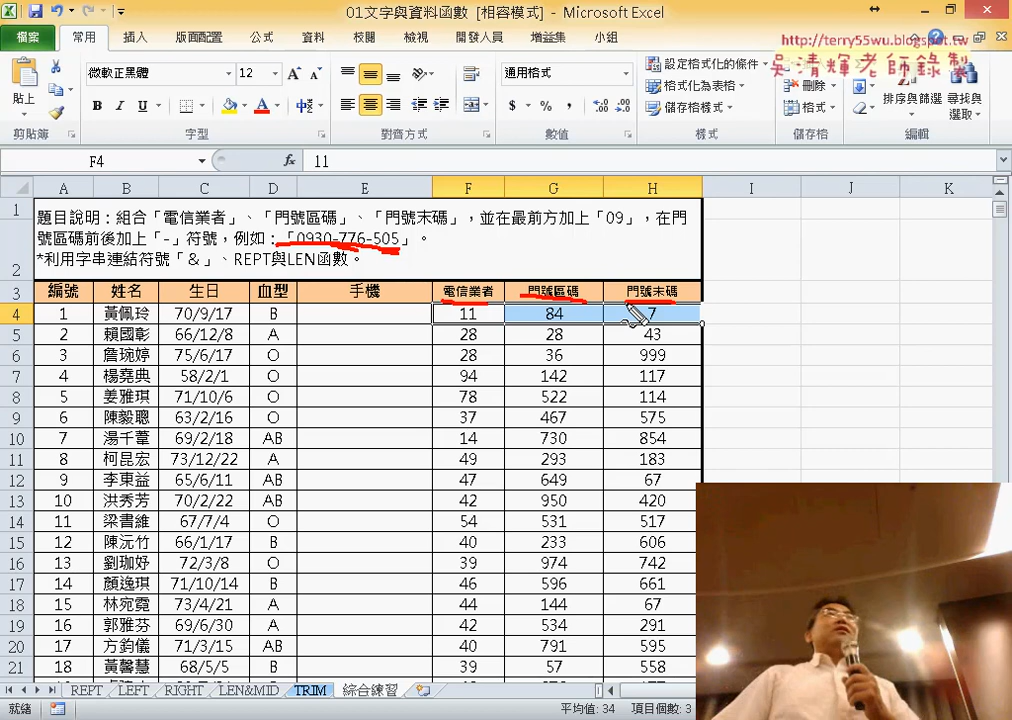 01文字與資料函數 [相容模式] - Microsoft Excel
檔案 常用 插入 版面配置 公式 資料 校閱 檢視 開發人員 增益集 小組
http://terry55wu.blogspot.tw
吳清輝老師錄製
貼上 微軟正黑體 12 通用格式 設定格式化的條件 格式化為表格 儲存格樣式 刪除 格式 排序與篩選 尋找與選取
剪貼簿 字型 對齊方式 數值 樣式 儲存格 編輯
F4 fx 11
A B C D E F G H I J K
1 題目說明：組合「電信業者」、「門號區碼」、「門號末碼」，並在最前方加上「09」，在門
號區碼前後加上「-」符號，例如：「0930-776-505」。
2 *利用字串連結符號「&」、REPT與LEN函數。
3 編號 姓名 生日 血型 手機 電信業者 門號區碼 門號末碼
4 1 黃佩玲 70/9/17 B 11 84 7
5 2 賴國彰 66/12/8 A 28 28 43
6 3 詹琬婷 75/6/17 O 28 36 999
7 4 楊堯典 58/2/1 O 94 142 117
8 5 姜雅琪 71/10/6 O 78 522 114
9 6 陳毅聰 63/2/16 O 37 467 575
10 7 湯千葦 69/2/18 AB 14 730 854
11 8 柯昆宏 73/12/22 A 49 293 183
12 9 李東益 65/6/11 AB 47 649 67
13 10 洪秀芳 70/2/22 AB 42 950 420
14 11 梁書維 67/7/4 O 54 531 517
15 12 陳沅竹 66/1/17 B 40 233 606
16 13 劉珈妤 72/3/8 O 39 974 742
17 14 顏逸琪 71/10/14 B 46 596 661
18 15 林宛霓 73/4/21 A 44 144 67
19 16 郭雅芬 69/6/30 A 42 534 291
20 17 方鈞儀 71/3/15 AB 40 791 595
21 18 黃馨慧 68/5/5 B 39 57 558
REPT LEFT RIGHT LEN&MID TRIM 綜合練習
就緒 平均值: 34 項目個數: 3